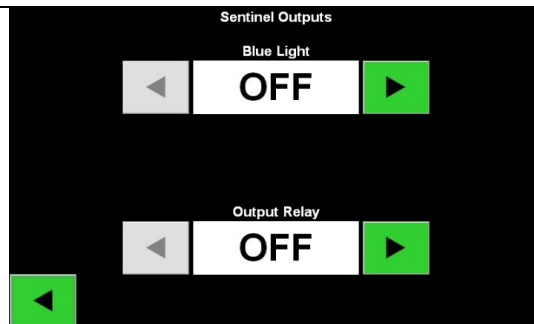 Sentinel Outputs
Blue Light
OFF
Output Relay
OFF